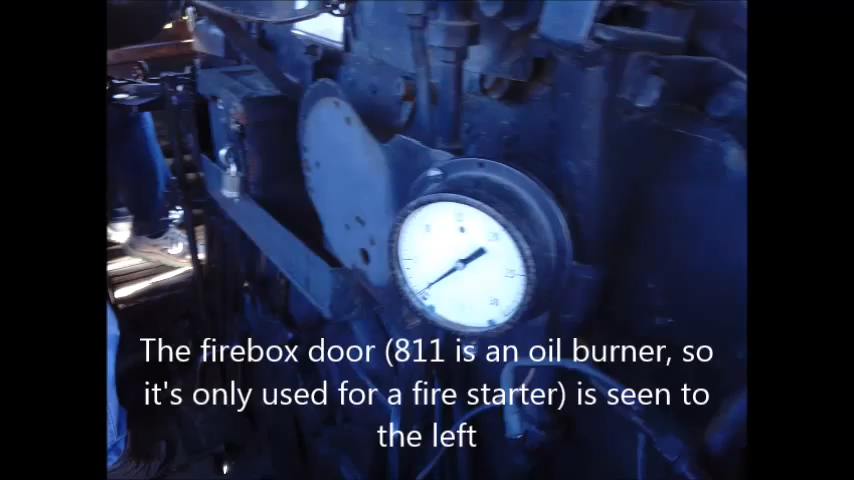 The firebox door (811 is an oil burner, so
it's only used for a fire starter) is seen to
the left